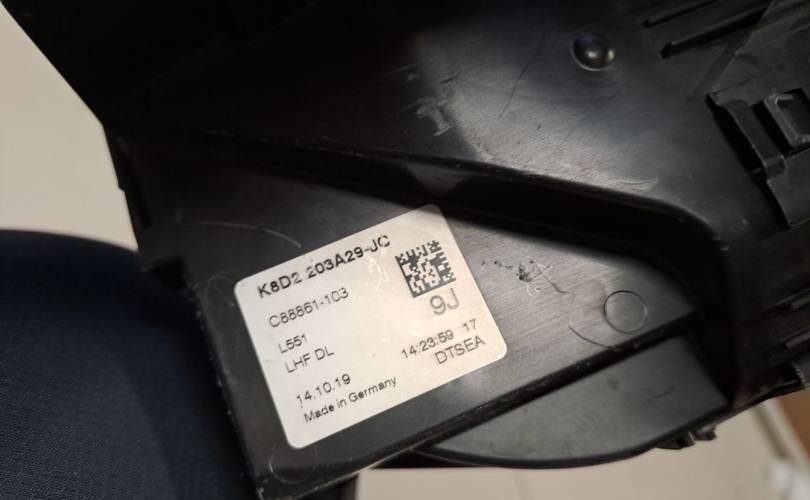 K8D2 203A29-JC
C88861-103
9J
L551
LHF DL
14:23:59 17
DTSEA
14.10.19
Made in Germany